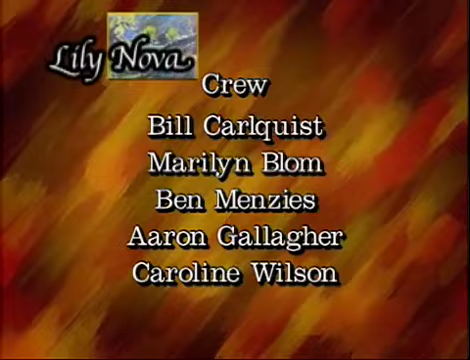 Lily Nova
Crew
Bill Carlquist
Marilyn Blom
Ben Menzies
Aaron Gallagher
Caroline Wilson